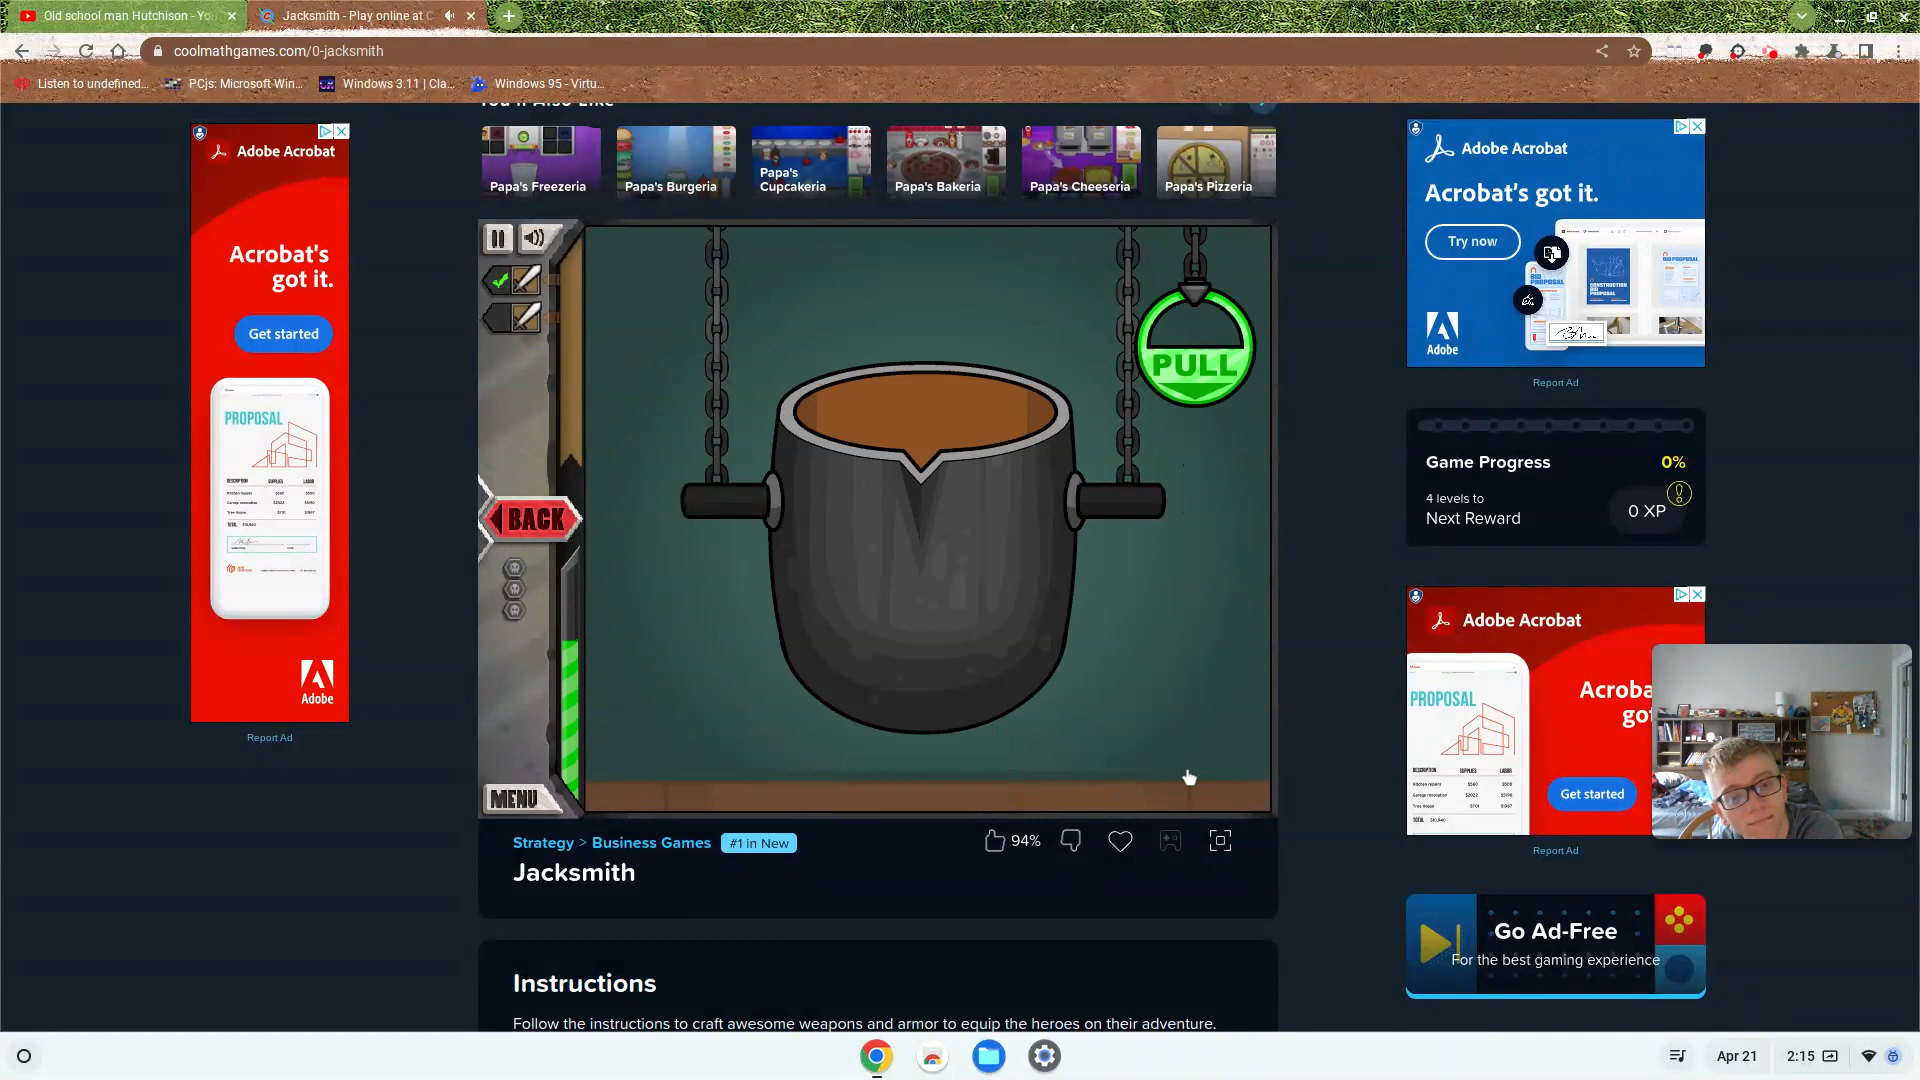 Old school man Hutchison - Yo
Jacksmith - Play online at C
coolmathgames.com/0-jacksmith
Listen to undefined...
PCjs: Microsoft Win...
Windows 3.11 | Cla...
Windows 95 - Virtu...
You'll Also Like
Papa's Freezeria
Papa's Burgeria
Papa's
Cupcakeria
Papa's Bakeria
Papa's Cheeseria
Papa's Pizzeria
Adobe Acrobat
Acrobat's
got it.
Get started
PROPOSAL
Adobe
Report Ad
PULL
BACK
MENU
Strategy > Business Games
#1 in New
94%
Jacksmith
Instructions
Follow the instructions to craft awesome weapons and armor to equip the heroes on their adventure.
Adobe Acrobat
Acrobat's got it.
Try now
Adobe
Report Ad
Game Progress
0%
4 levels to
Next Reward
0 XP
Adobe Acrobat
PROPOSAL
Acroba
go
Get started
Report Ad
Go Ad-Free
For the best gaming experience
Apr 21
2:15